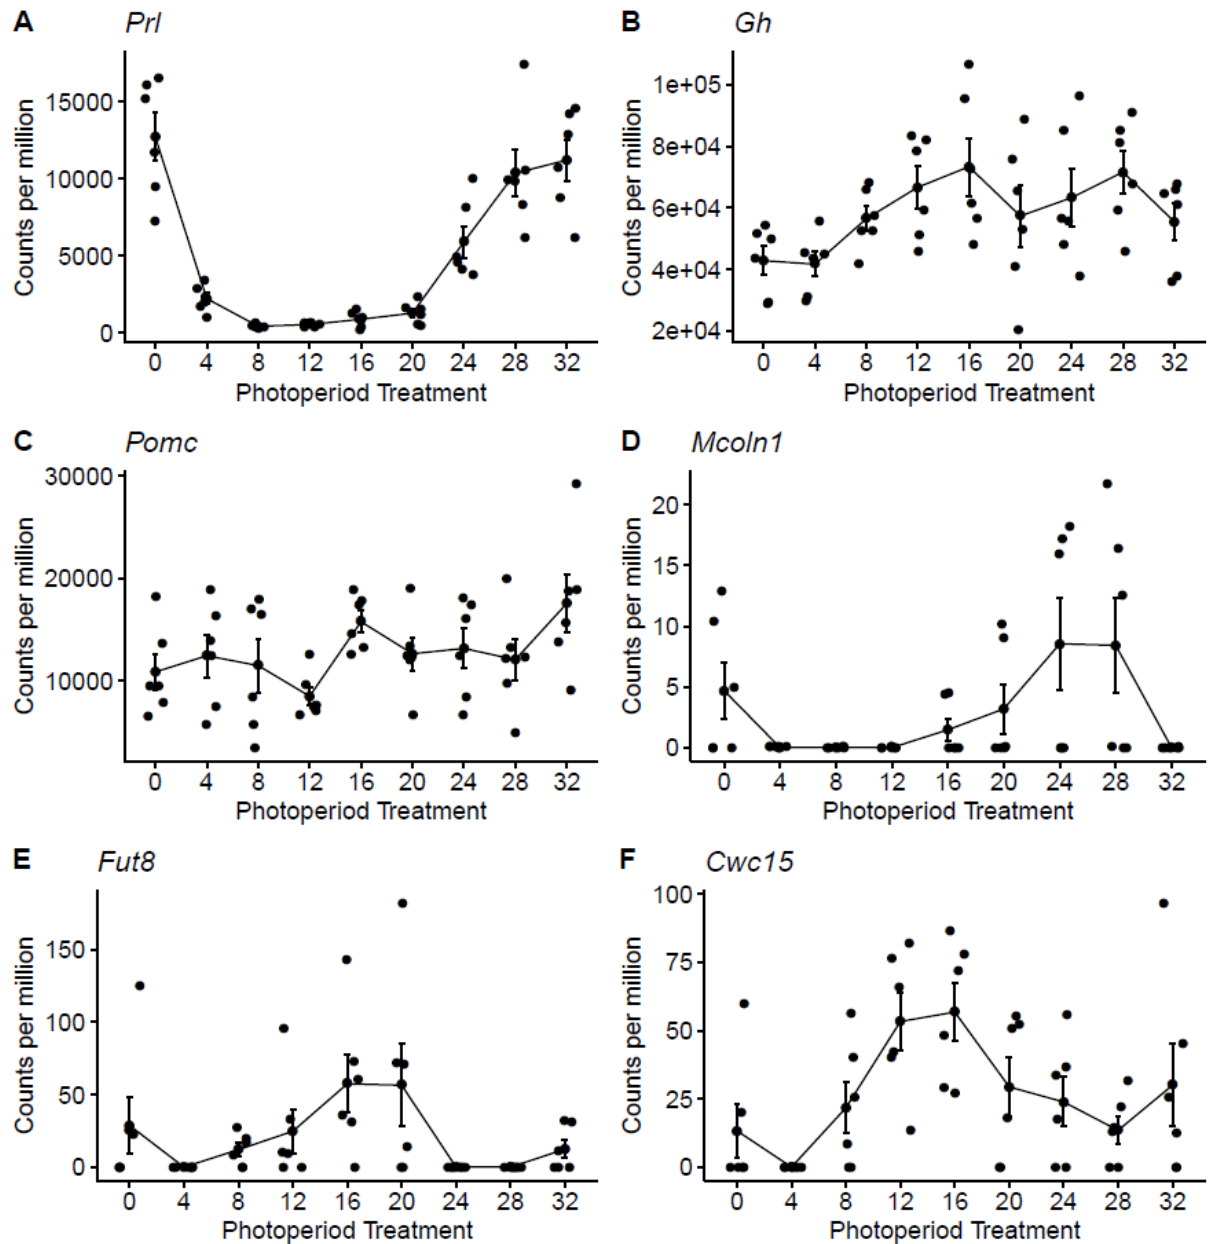 A Prl
Counts per million
15000
10000
5000
0
0 4 8 12 16 20 24 28 32
Photoperiod Treatment
B Gh
Counts per million
1e+05
8e+04
6e+04
4e+04
2e+04
0 4 8 12 16 20 24 28 32
Photoperiod Treatment
C Pomc
Counts per million
30000
20000
10000
0 4 8 12 16 20 24 28 32
Photoperiod Treatment
D Mcoln1
Counts per million
20
15
10
5
0
0 4 8 12 16 20 24 28 32
Photoperiod Treatment
E Fut8
Counts per million
150
100
50
0
0 4 8 12 16 20 24 28 32
Photoperiod Treatment
F Cwc15
Counts per million
100
75
50
25
0
0 4 8 12 16 20 24 28 32
Photoperiod Treatment